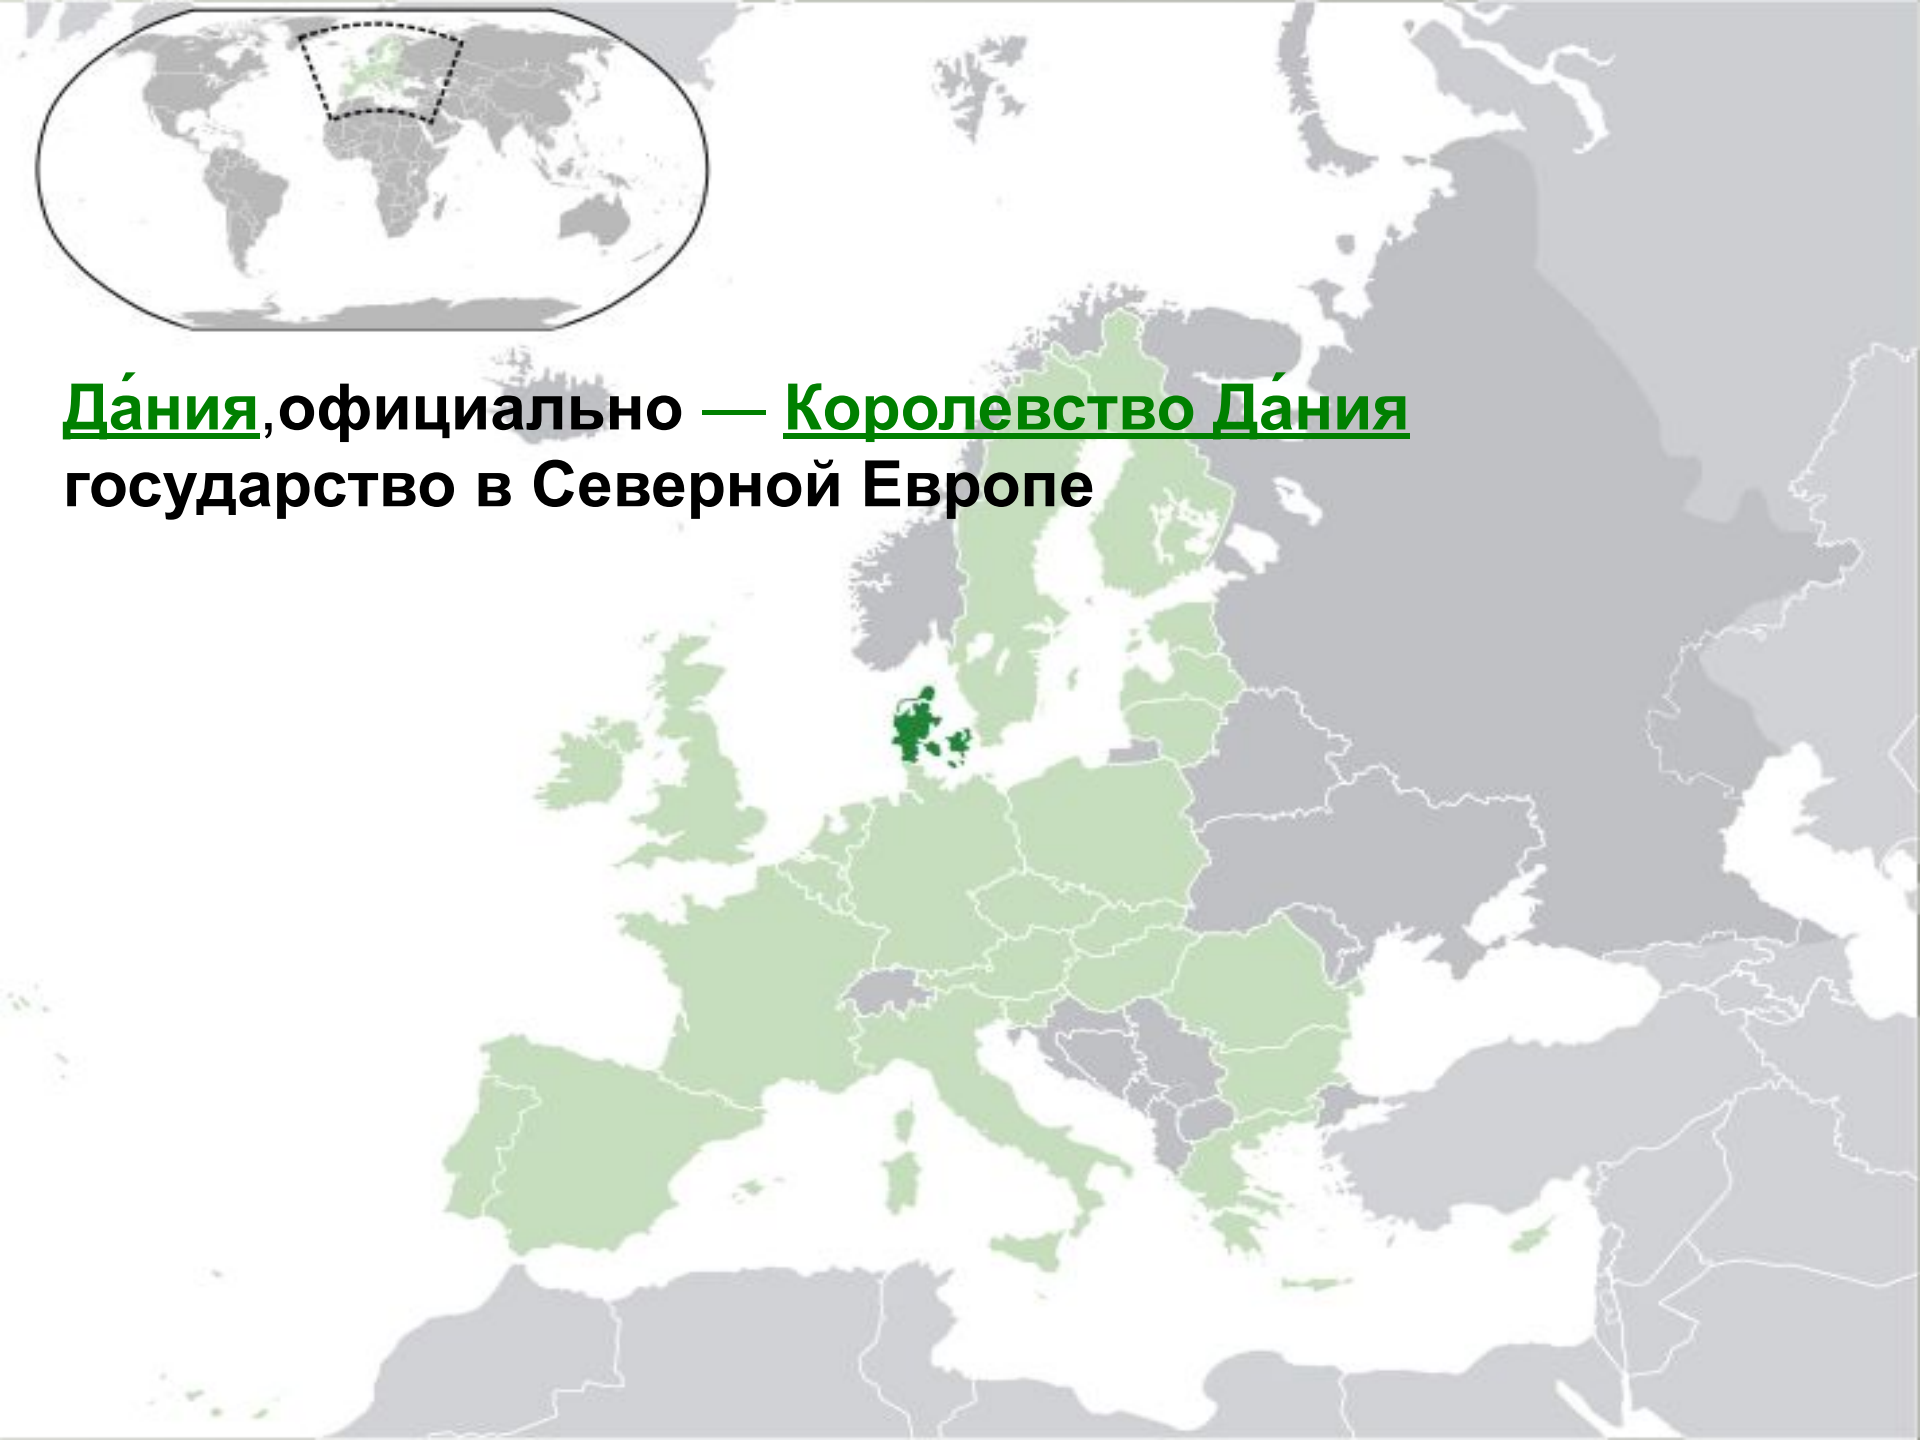 Да́ния,официально — Королевство Да́ния
государство в Северной Европе